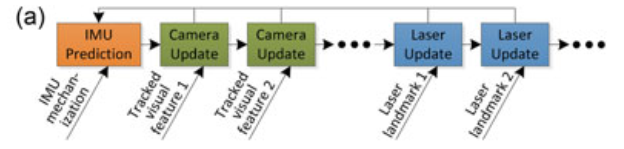 (a)
IMU
Prediction
Camera
Update
Camera
Update
Laser
Update
Laser
Update
IMU
mechan-
ization
Tracked
visual
feature 1
Tracked
visual
feature 2
Laser
landmark 1
Laser
landmark 2